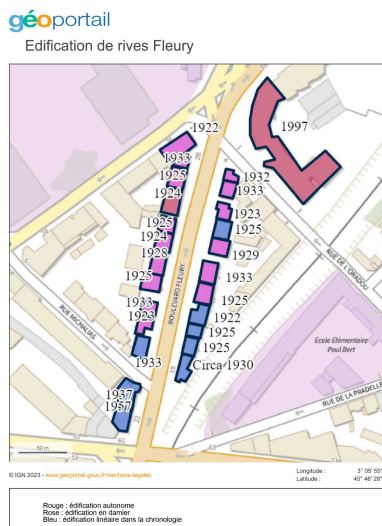 géoportail
Edification de rives Fleury
1922
1997
1933
1925
1924
1932
1933
1925
1924
1923
1925
1928
1929
1925
1933
1933
1923
1925
1922
1925
1933
1925
Circa 1930
1937
1957
BOULEVARD FLEURY
RUE MICHALIAS
RUE DE L'ORADOU
Ecole Elémentaire
Paul Bert
RUE DE LA PRADELLE
50 m
© IGN 2023 - www.geoportail.gouv.fr/mentions-legales
Longitude : 3° 05' 55"
Latitude : 45° 46' 28"
Rouge : édification autonome
Rose : édification en damier
Bleu : édification linéaire dans la chronologie